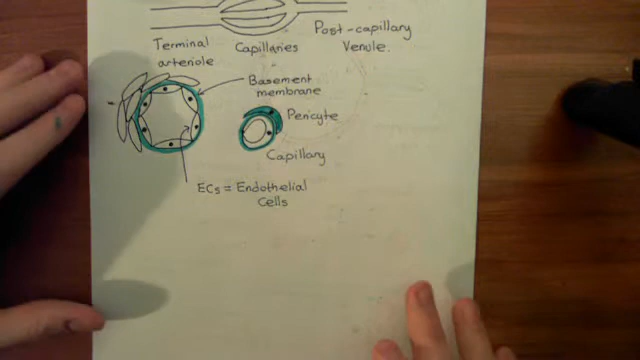 Terminal
arteriole
Capillaries
Post-capillary
Venule.
Basement
membrane
Pericyte
Capillary
ECs = Endothelial
Cells